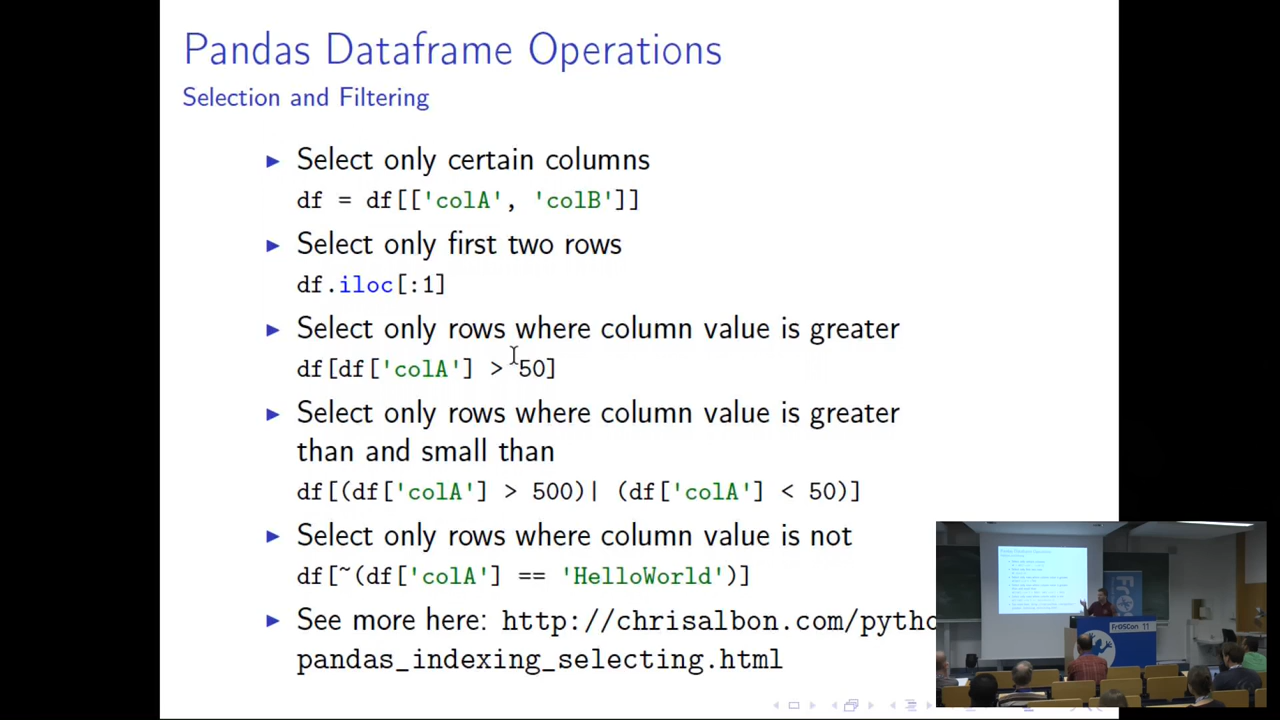 Pandas Dataframe Operations
Selection and Filtering
▶ Select only certain columns
df = df[['colA', 'colB']]
▶ Select only first two rows
df.iloc[:1]
▶ Select only rows where column value is greater
df[df['colA'] > 50]
▶ Select only rows where column value is greater
than and small than
df[(df['colA'] > 500)| (df['colA'] < 50)]
▶ Select only rows where column value is not
df[~(df['colA'] == 'HelloWorld')]
▶ See more here: http://chrisalbon.com/pytho
pandas_indexing_selecting.html
FrOSCon 11